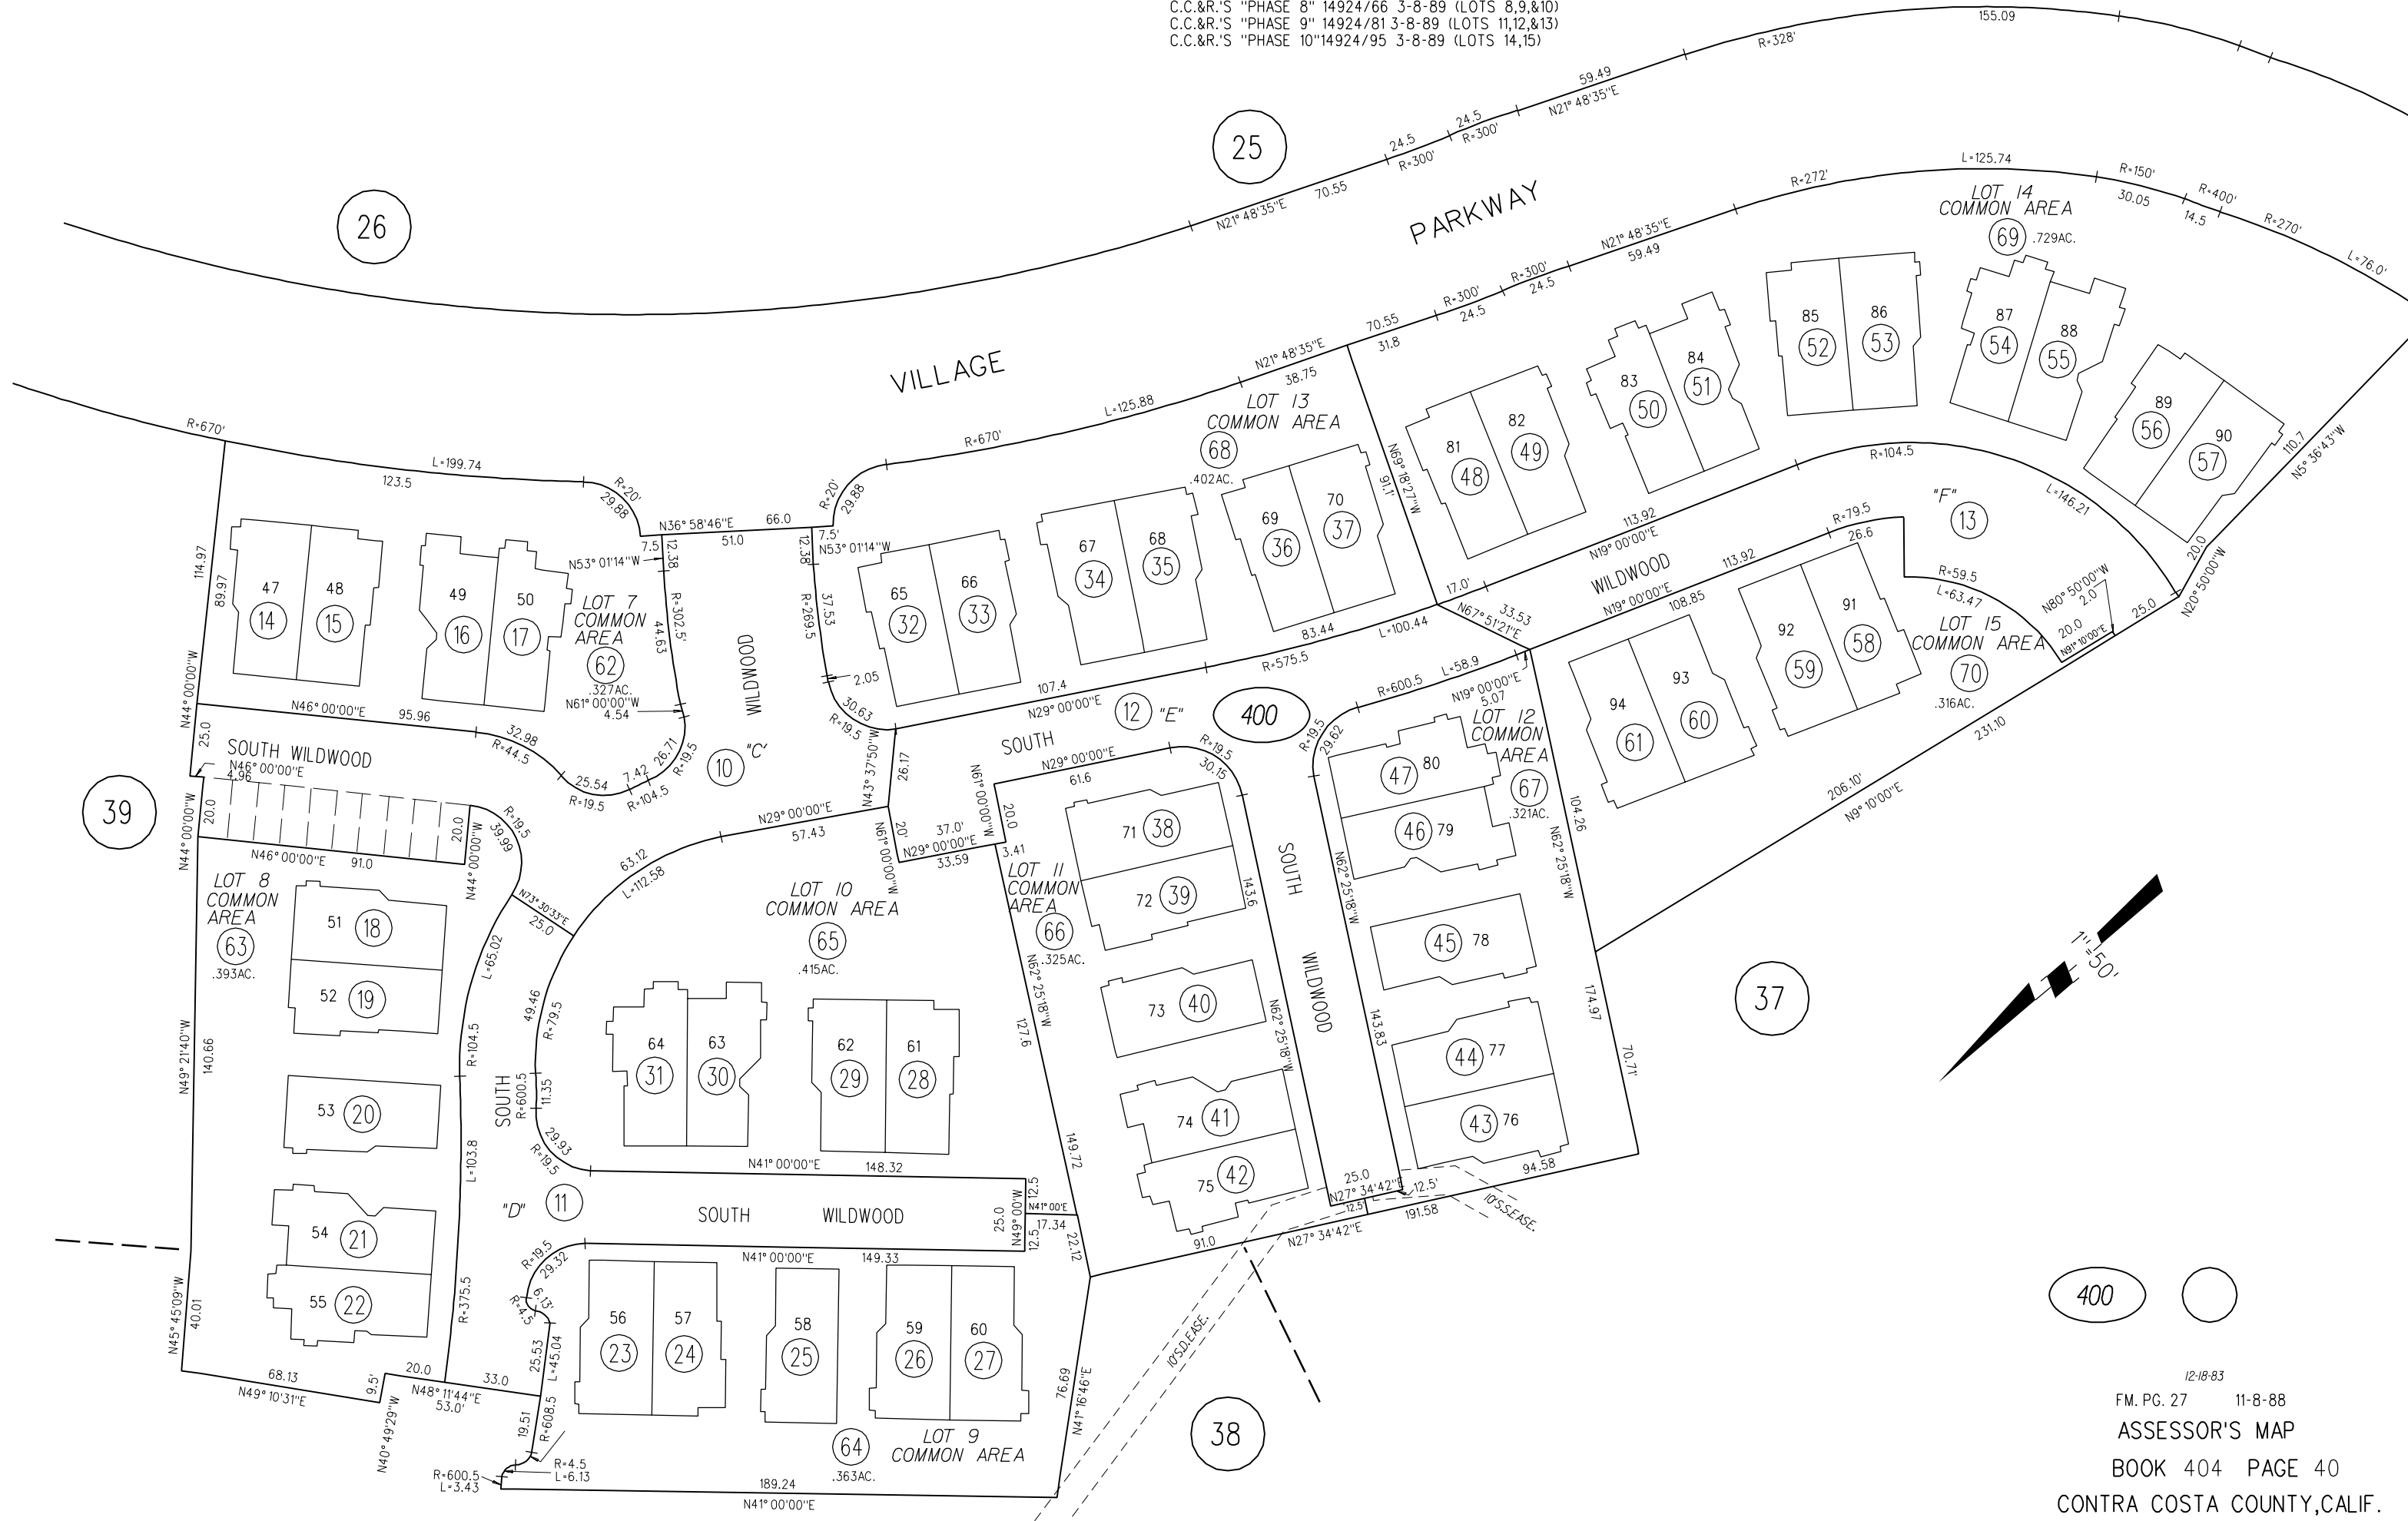 C.C.&R.'S "PHASE 8" 14924/66 3-8-89 (LOTS 8,9,&10)
C.C.&R.'S "PHASE 9" 14924/81 3-8-89 (LOTS 11,12,&13)
C.C.&R.'S "PHASE 10"14924/95 3-8-89 (LOTS 14,15)
155.09
R=328'
59.49
N21° 48'35"E
24.5
R=300'
24.5
R=300'
70.55
N21° 48'35"E
25
26
PARKWAY
VILLAGE
L=125.74
R=272'
R=150'
30.05
R=400'
14.5
R=270'
L=76.0'
LOT 14
COMMON AREA
69 .729AC.
N21° 48'35"E
59.49
R=300'
24.5
R=300'
24.5
70.55
31.8
N21° 48'35"E
38.75
L=125.88
R=670'
LOT 13
COMMON AREA
68
.402AC.
N69° 18'27"W
91.1'
R=670'
L=199.74
123.5
R=20'
29.88
N36° 58'46"E
66.0
51.0
7.5
12.38
N53° 01'14"W
R=20'
29.88
7.5'
12.38
N53° 01'14"W
114.97
89.97
N44° 00'00"W
47
14
48
15
49
16
50
17
LOT 7
COMMON
AREA
62
.327AC.
N61° 00'00"W
4.54
R=302.5'
44.63
WILDWOOD
37.53
R=269.5
2.05
30.63
R=19.5
65
32
66
33
67
34
68
35
69
36
70
37
81
48
82
49
83
50
84
51
85
52
86
53
87
54
88
55
89
56
90
57
110.7
N5° 36'43"W
R=104.5
L=146.21
"F"
13
20.0
N20° 50'00"W
113.92
N19° 00'00"E
17.0'
WILDWOOD
113.92
N19° 00'00"E
108.85
R=79.5
26.6
R=59.5
L=63.47
N80° 50'00"W
2.0'
25.0
20.0
N91° 10'00"E
LOT 15
COMMON AREA
70
.316AC.
91
58
92
59
93
60
94
61
231.10
206.10'
N9° 10'00"E
N67° 51'21"E
33.53
83.44
L=100.44
R=575.5
107.4
N29° 00'00"E
12
"E"
400
R=600.5
L=58.9
N19° 00'00"E
5.07
LOT 12
COMMON
AREA
67
.321AC.
104.26
N62° 25'18"W
174.97
70.71'
37
1"=50'
N46° 00'00"E
95.96
32.98
R=44.5
25.54
R=19.5
7.42
R=104.5
26.71
R=19.5
10
"C'
25.0
SOUTH WILDWOOD
N46° 00'00"E
4.96
39
N44° 00'00"W
20.0
N46° 00'00"E
91.0
20.0
N44° 00'00"W
R=19.5
39.99
N43° 37'50"W
26.17
N29° 00'00"E
57.43
63.12
L=112.58
N61° 00'00"W
20'
37.0'
N29° 00'00"E
33.59
3.41
N61° 00'00"W
20.0
SOUTH
N29° 00'00"E
61.6
R=19.5
30.15
R=19.5
29.62
LOT 8
COMMON
AREA
63
.393AC.
51
18
52
19
53
20
54
21
55
22
N73° 30'33"E
25.0
L=65.02
R=104.5
49.46
R=79.5
SOUTH
R=600.5
11.35
29.93
R=19.5
L=103.8
R=375.5
N49° 21'40"W
140.66
N45° 45'09"W
40.01
68.13
N49° 10'31"E
9.5'
N40° 49'29"W
20.0
33.0
N48° 11'44"E
53.0'
LOT 10
COMMON AREA
65
.415AC.
64
31
63
30
62
29
61
28
LOT 11
COMMON
AREA
66
.325AC.
N62° 25'18"W
127.6
149.72
22.12
71 38
72 39
73 40
74 41
75 42
143.6
N62° 25'18"W
SOUTH
WILDWOOD
N62° 25'18"W
143.83
47 80
46 79
45 78
44 77
43 76
94.58
191.58
N27° 34'42"E
91.0
25.0
N27° 34'42"E
12.5'
12.5'
10'S.S.EASE.
10'S.D.EASE.
N41° 00'00"E
148.32
"D"
11
SOUTH WILDWOOD
25.0
N49° 00'00"W
12.5
12.5
N41° 00'E
17.34
N41° 00'00"E
149.33
R=19.5
29.32
6.13'
R=4.5
25.53
L=45.04
19.51
R=608.5
R=4.5
L=6.13
R=600.5
L=3.43
56
23
57
24
58
25
59
26
60
27
64
.363AC.
LOT 9
COMMON AREA
189.24
N41° 00'00"E
76.69
N41° 16'46"E
38
400
12-18-83
FM. PG. 27 11-8-88
ASSESSOR'S MAP
BOOK 404 PAGE 40
CONTRA COSTA COUNTY,CALIF.